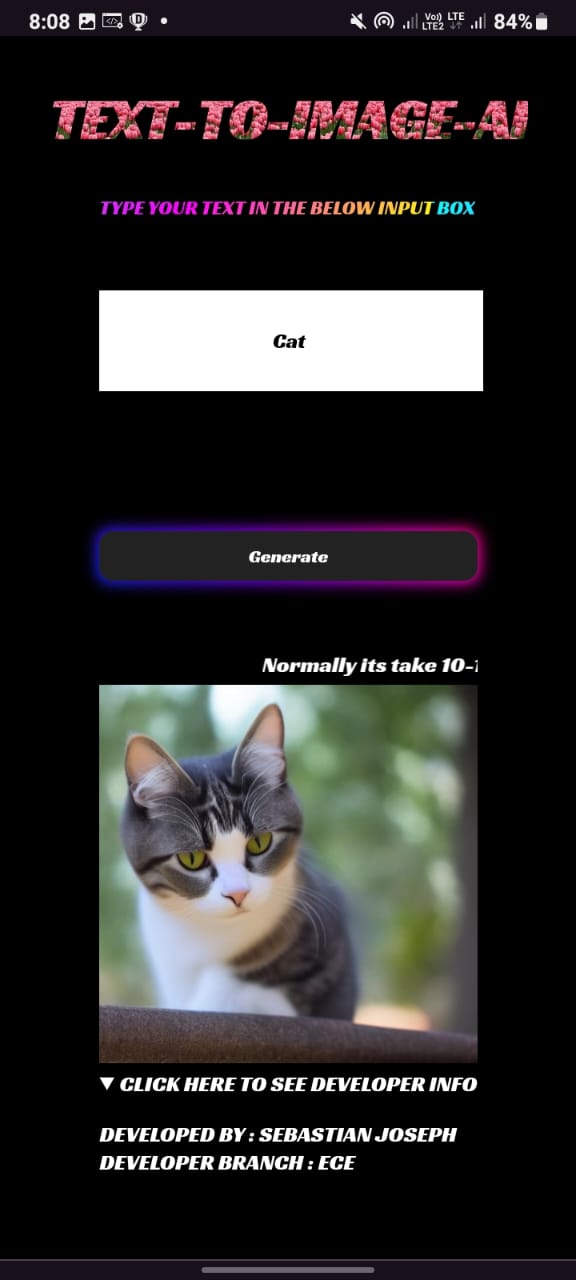 8:08
Vo) LTE
LTE2
84%
TEXT-TO-IMAGE-AI
TYPE YOUR TEXT IN THE BELOW INPUT BOX
Cat
Generate
Normally its take 10-
▼ CLICK HERE TO SEE DEVELOPER INFO
DEVELOPED BY : SEBASTIAN JOSEPH
DEVELOPER BRANCH : ECE